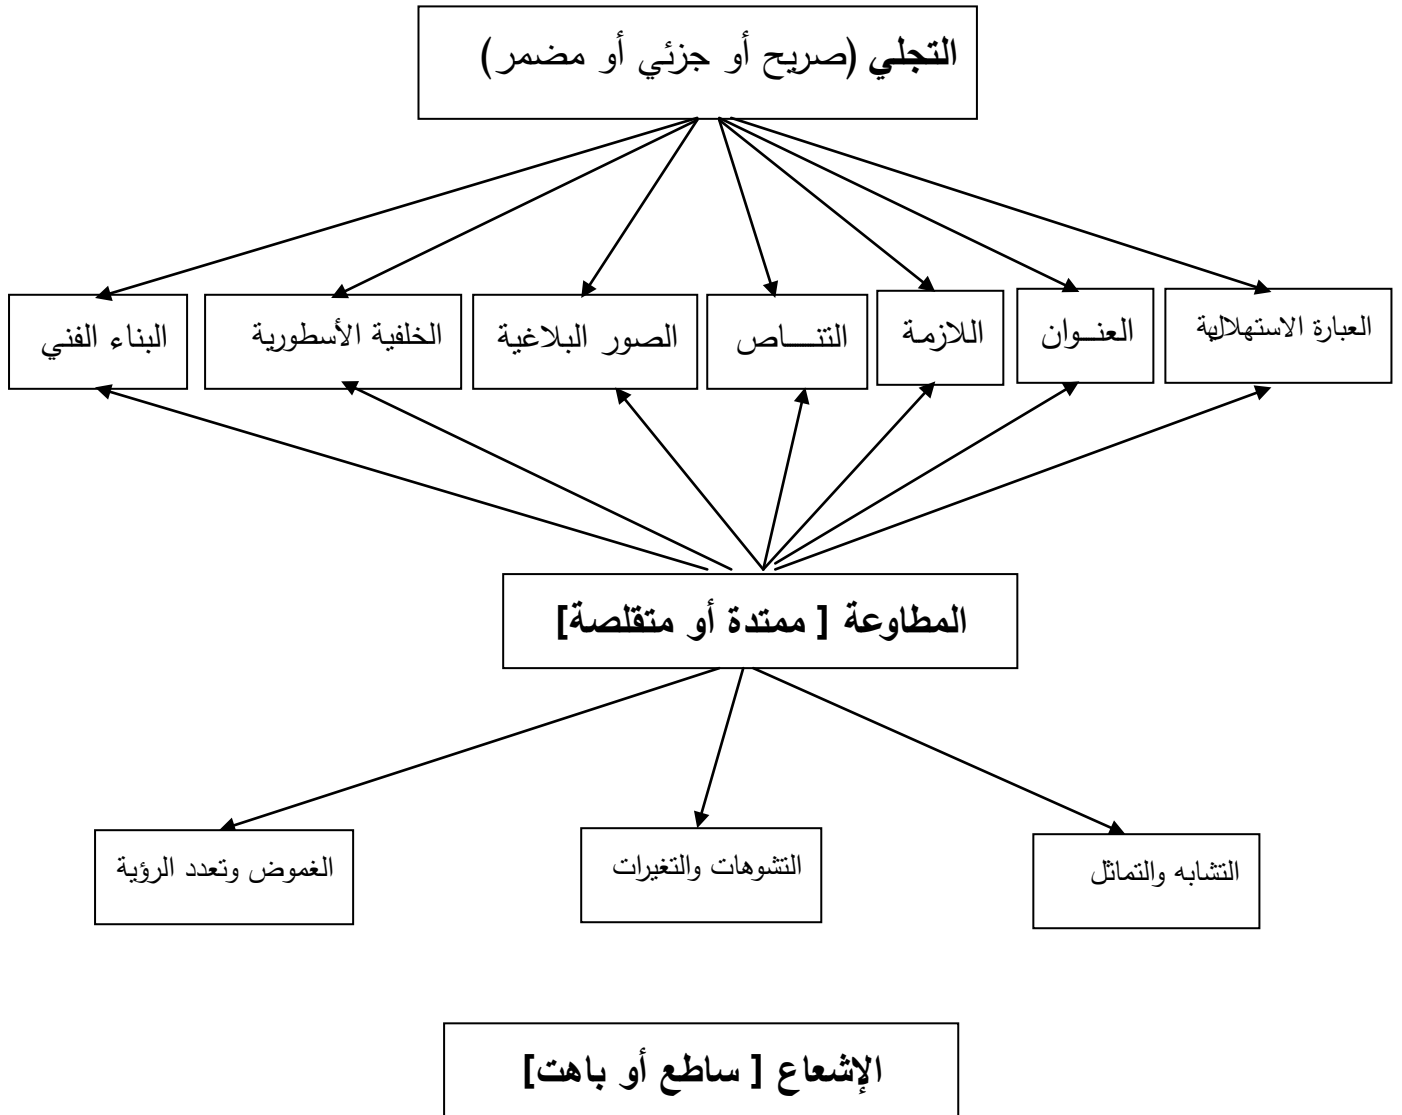 التجلي (صريح أو جزئي أو مضمر)
العبارة الاستهلالية
العنــوان
اللازمة
التنــــاص
الصور البلاغية
الخلفية الأسطورية
البناء الفني
المطاوعة [ ممتدة أو متقلصة]
التشابه والتماثل
التشوهات والتغيرات
الغموض وتعدد الرؤية
الإشعاع [ ساطع أو باهت]